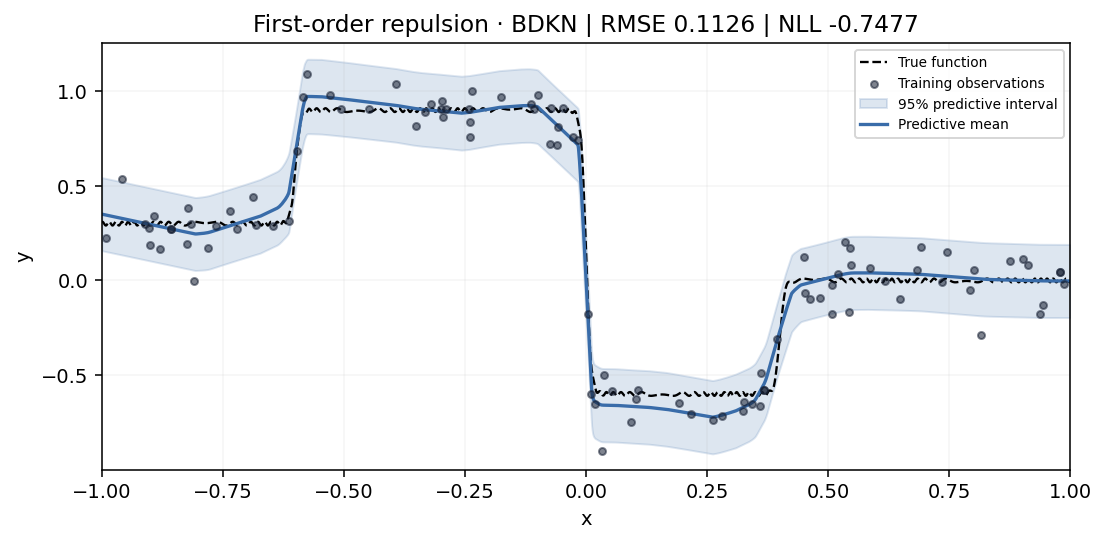 First-order repulsion · BDKN | RMSE 0.1126 | NLL -0.7477
True function
Training observations
95% predictive interval
Predictive mean
y
1.0
0.5
0.0
−0.5
−1.00
−0.75
−0.50
−0.25
0.00
0.25
0.50
0.75
1.00
x